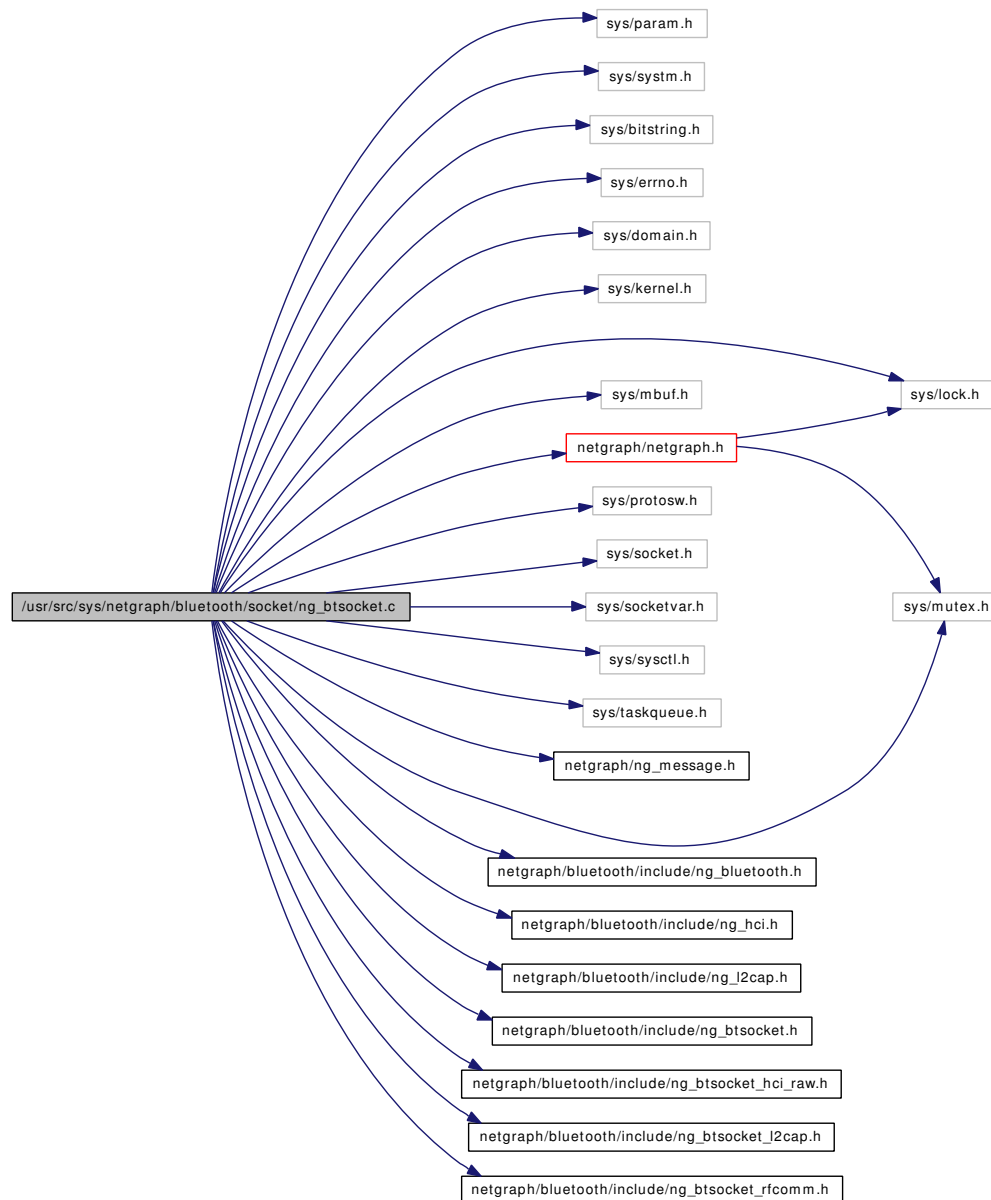 sys/param.h
sys/systm.h
sys/bitstring.h
sys/errno.h
sys/domain.h
sys/kernel.h
sys/mbuf.h
sys/lock.h
netgraph/netgraph.h
sys/protosw.h
sys/socket.h
/usr/src/sys/netgraph/bluetooth/socket/ng_btsocket.c
sys/socketvar.h
sys/mutex.h
sys/sysctl.h
sys/taskqueue.h
netgraph/ng_message.h
netgraph/bluetooth/include/ng_bluetooth.h
netgraph/bluetooth/include/ng_hci.h
netgraph/bluetooth/include/ng_l2cap.h
netgraph/bluetooth/include/ng_btsocket.h
netgraph/bluetooth/include/ng_btsocket_hci_raw.h
netgraph/bluetooth/include/ng_btsocket_l2cap.h
netgraph/bluetooth/include/ng_btsocket_rfcomm.h